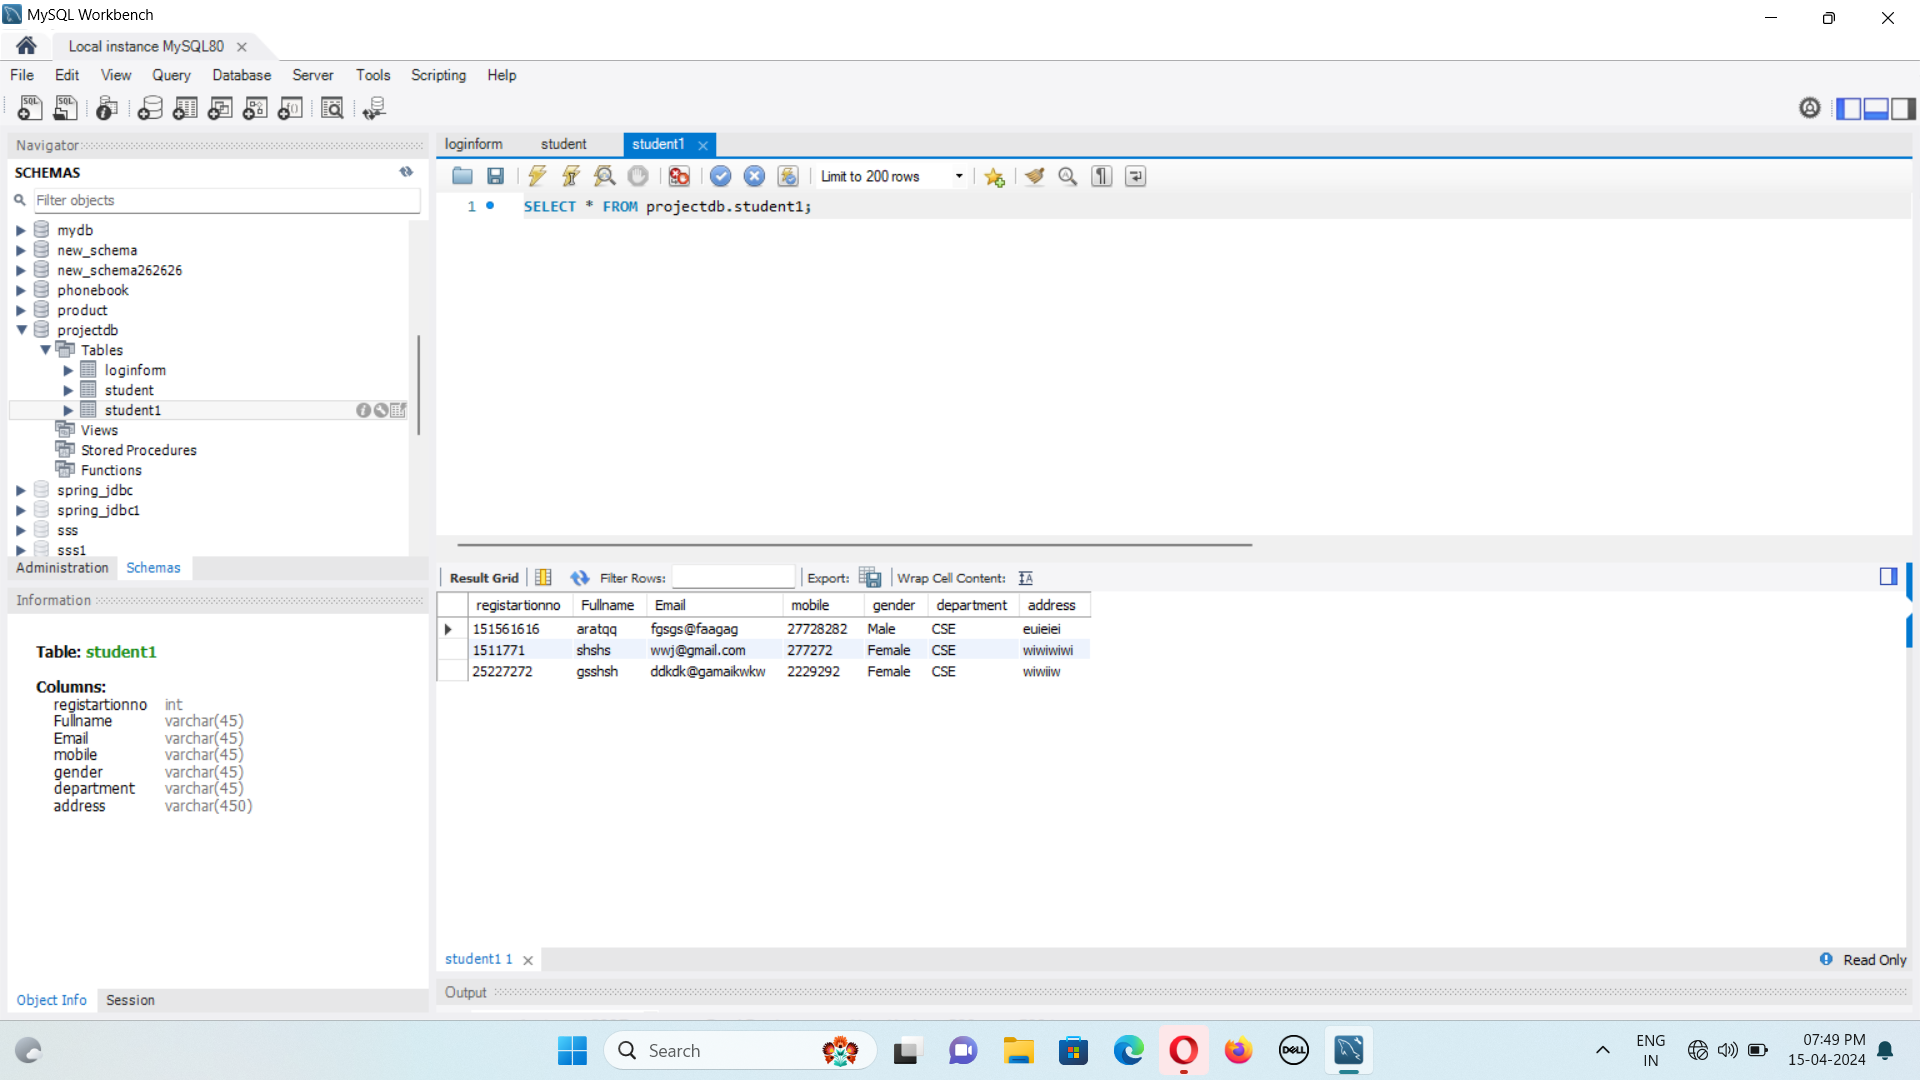 MySQL Workbench
Local instance MySQL80
File Edit View Query Database Server Tools Scripting Help
Navigator
SCHEMAS
Filter objects
mydb
new_schema
new_schema262626
phonebook
product
projectdb
Tables
loginform
student
student1
Views
Stored Procedures
Functions
spring_jdbc
spring_jdbc1
sss
sss1
Administration Schemas
Information
Table: student1
Columns:
registartionno int
Fullname varchar(45)
Email varchar(45)
mobile varchar(45)
gender varchar(45)
department varchar(45)
address varchar(450)
Object Info Session
loginform student student1
Limit to 200 rows
1 SELECT * FROM projectdb.student1;
Result Grid Filter Rows: Export: Wrap Cell Content:
registartionno Fullname Email mobile gender department address
151561616 aratqq fgsgs@faagag 27728282 Male CSE euieiei
1511771 shshs wwj@gmail.com 277272 Female CSE wiwiwiwi
25227272 gsshsh ddkdk@gamaikwkw 2229292 Female CSE wiwiiw
student1 1 Read Only
Output
Search
DELL
ENG
IN
07:49 PM
15-04-2024